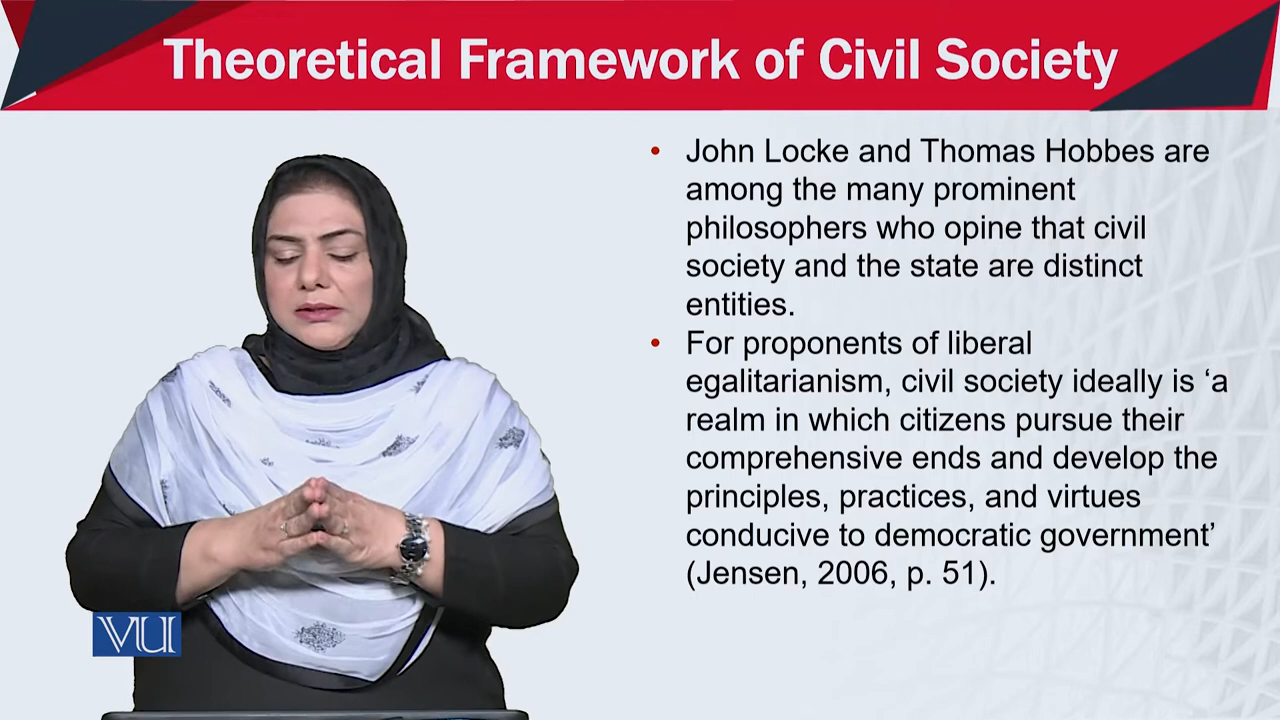 Theoretical Framework of Civil Society
• John Locke and Thomas Hobbes are
among the many prominent
philosophers who opine that civil
society and the state are distinct
entities.
• For proponents of liberal
egalitarianism, civil society ideally is ‘a
realm in which citizens pursue their
comprehensive ends and develop the
principles, practices, and virtues
conducive to democratic government’
(Jensen, 2006, p. 51).
VU